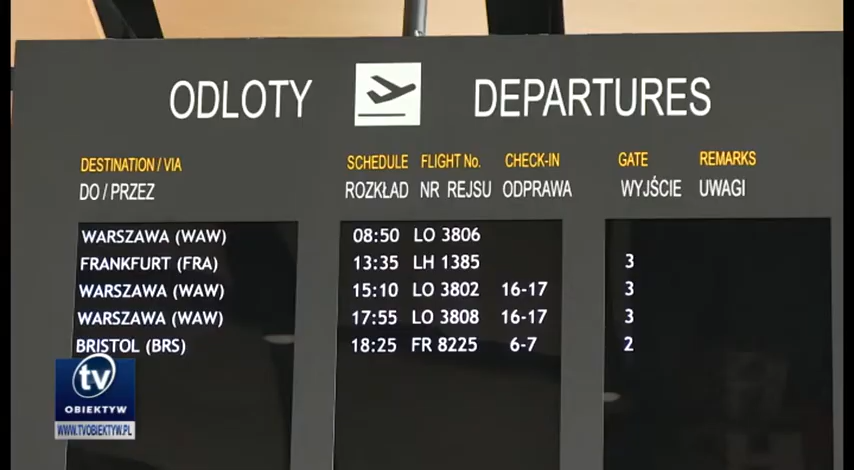 ODLOTY DEPARTURES
DESTINATION / VIA SCHEDULE FLIGHT No. CHECK-IN GATE REMARKS
DO / PRZEZ ROZKŁAD NR REJSU ODPRAWA WYJŚCIE UWAGI
WARSZAWA (WAW) 08:50 LO 3806
FRANKFURT (FRA) 13:35 LH 1385 3
WARSZAWA (WAW) 15:10 LO 3802 16-17 3
WARSZAWA (WAW) 17:55 LO 3808 16-17 3
BRISTOL (BRS) 18:25 FR 8225 6-7 2
tv
OBIEKTYW
WWW.TVOBIEKTYW.PL